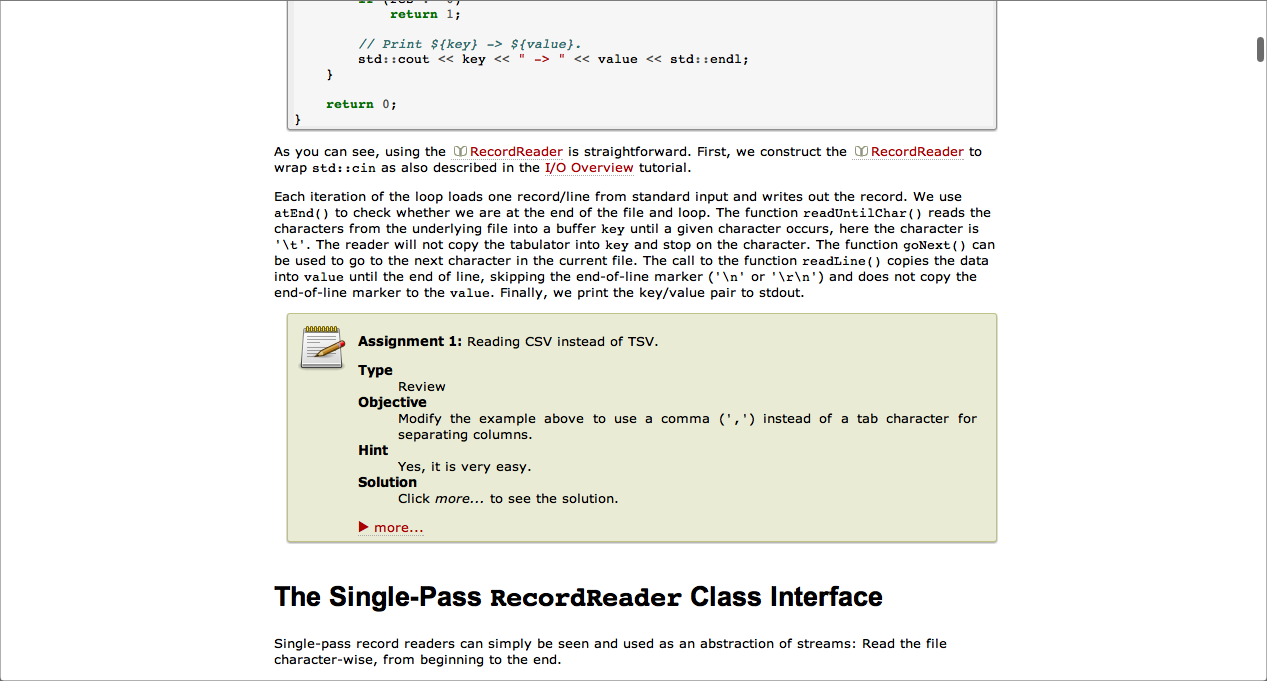 return 1;
// Print ${key} -> ${value}.
std::cout << key << " -> " << value << std::endl;
}
return 0;
}
As you can see, using the RecordReader is straightforward. First, we construct the RecordReader to
wrap std::cin as also described in the I/O Overview tutorial.
Each iteration of the loop loads one record/line from standard input and writes out the record. We use
atEnd() to check whether we are at the end of the file and loop. The function readUntilChar() reads the
characters from the underlying file into a buffer key until a given character occurs, here the character is
'\t'. The reader will not copy the tabulator into key and stop on the character. The function goNext() can
be used to go to the next character in the current file. The call to the function readLine() copies the data
into value until the end of line, skipping the end-of-line marker ('\n' or '\r\n') and does not copy the
end-of-line marker to the value. Finally, we print the key/value pair to stdout.
Assignment 1: Reading CSV instead of TSV.
Type
Review
Objective
Modify the example above to use a comma (',') instead of a tab character for
separating columns.
Hint
Yes, it is very easy.
Solution
Click more... to see the solution.
more...
The Single-Pass RecordReader Class Interface
Single-pass record readers can simply be seen and used as an abstraction of streams: Read the file
character-wise, from beginning to the end.